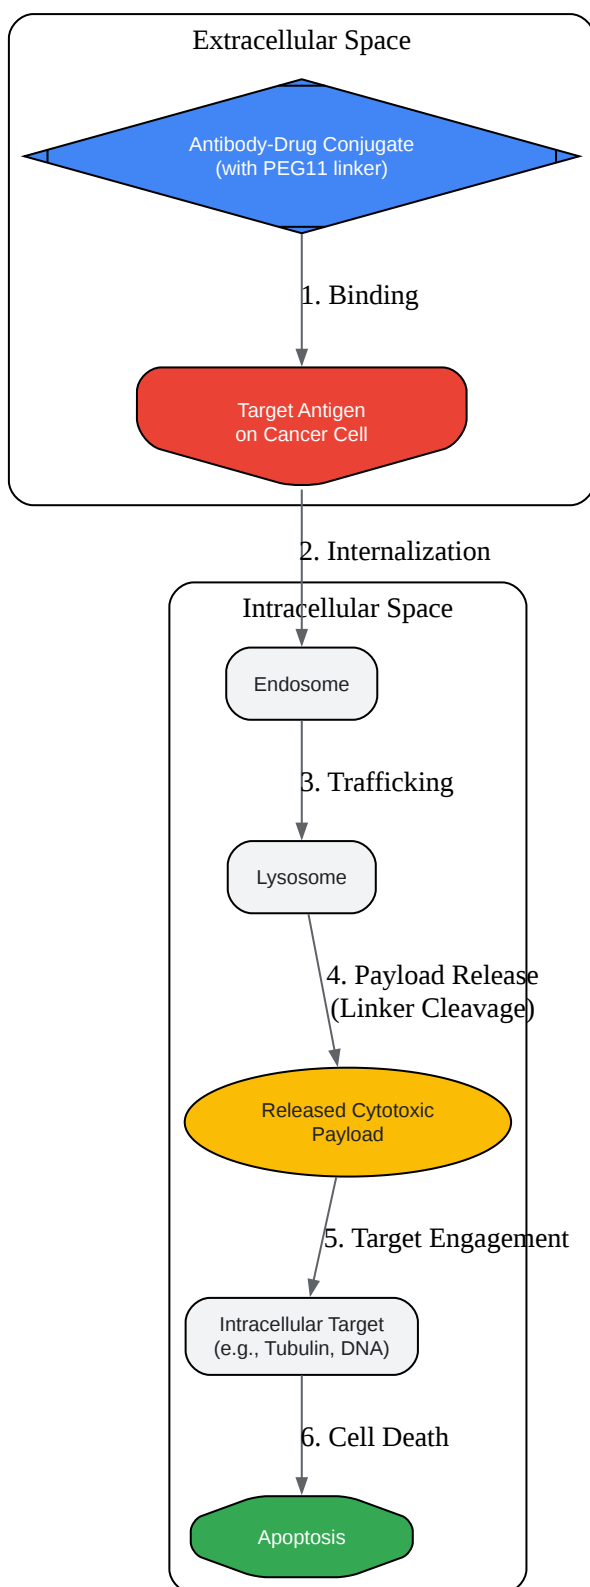 Extracellular Space
Antibody-Drug Conjugate
(with PEG11 linker)
1. Binding
Target Antigen
on Cancer Cell
2. Internalization
Intracellular Space
Endosome
3. Trafficking
Lysosome
4. Payload Release
(Linker Cleavage)
Released Cytotoxic
Payload
5. Target Engagement
Intracellular Target
(e.g., Tubulin, DNA)
6. Cell Death
Apoptosis